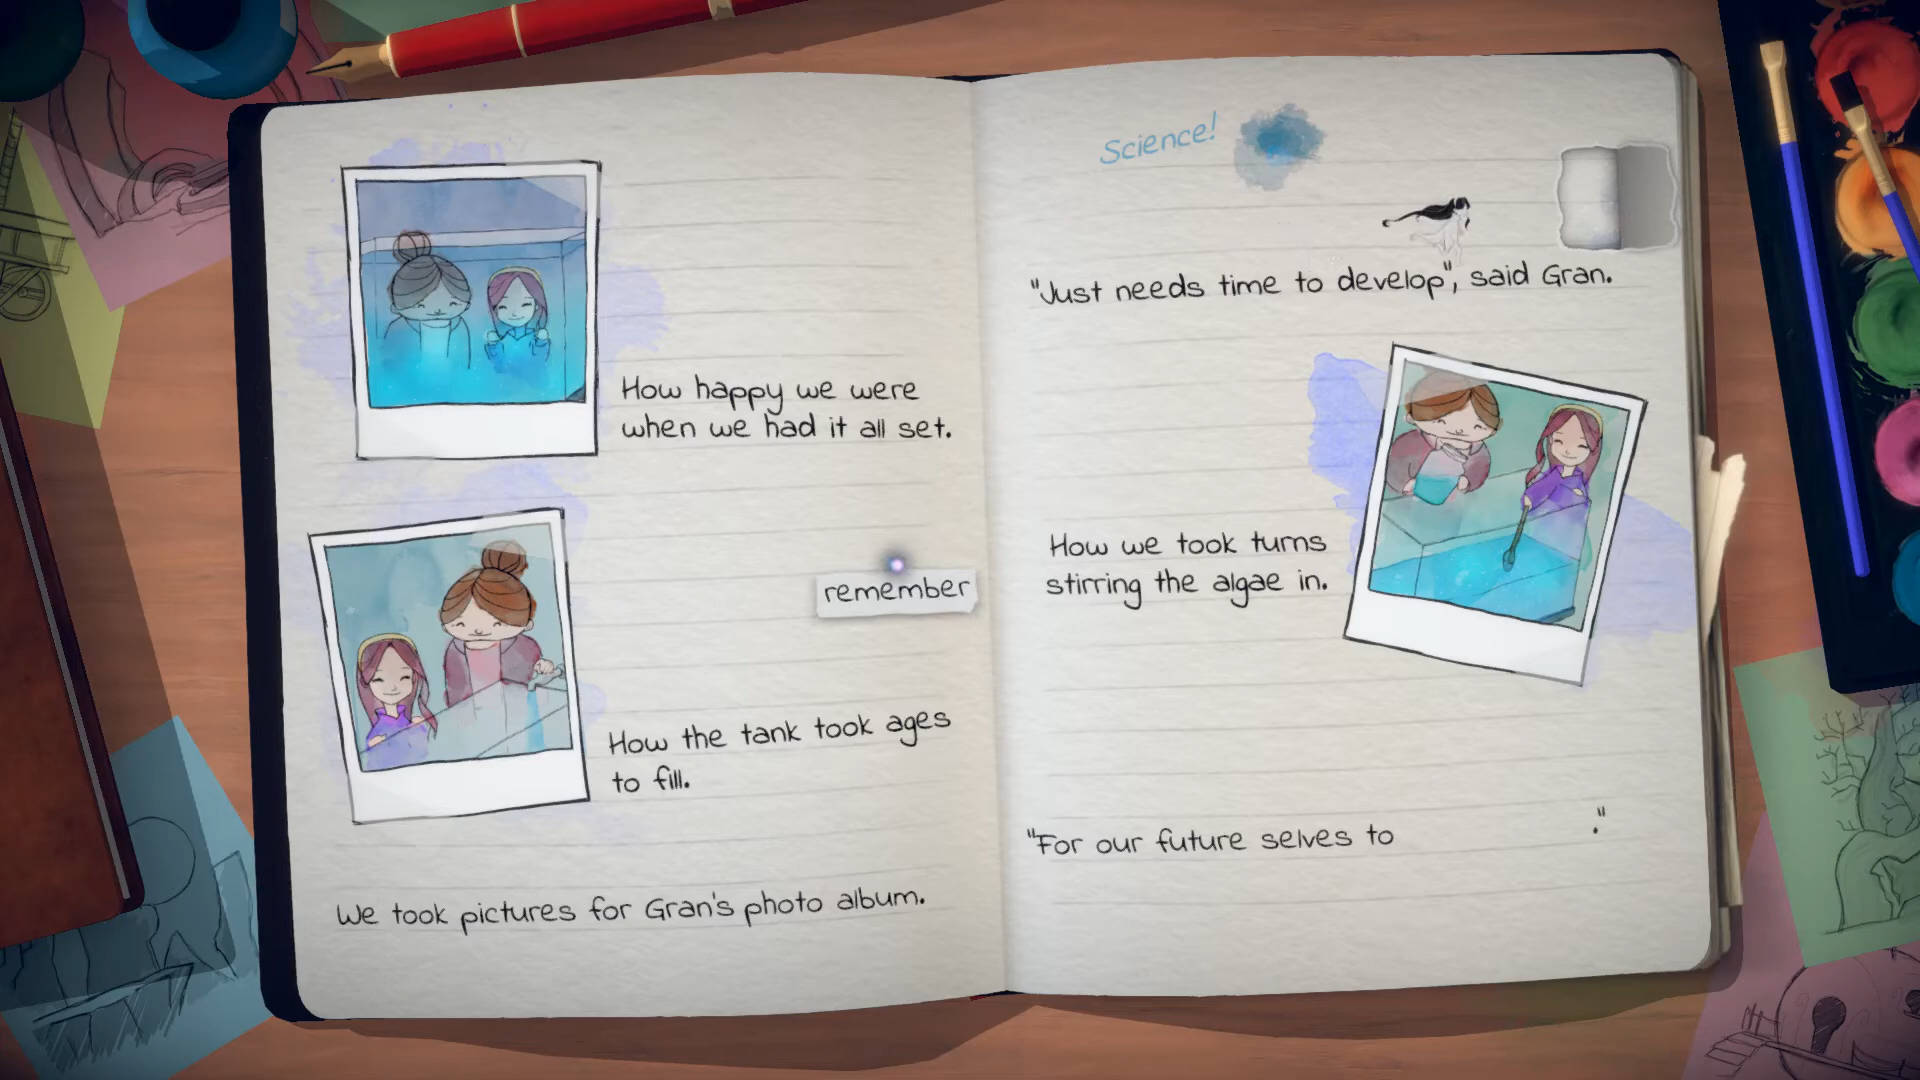 How happy we were
when we had it all set.
remember
How the tank took ages
to fill.
We took pictures for Gran's photo album.
Science!
"Just needs time to develop", said Gran.
How we took turns
stirring the algae in.
"For our future selves to ."